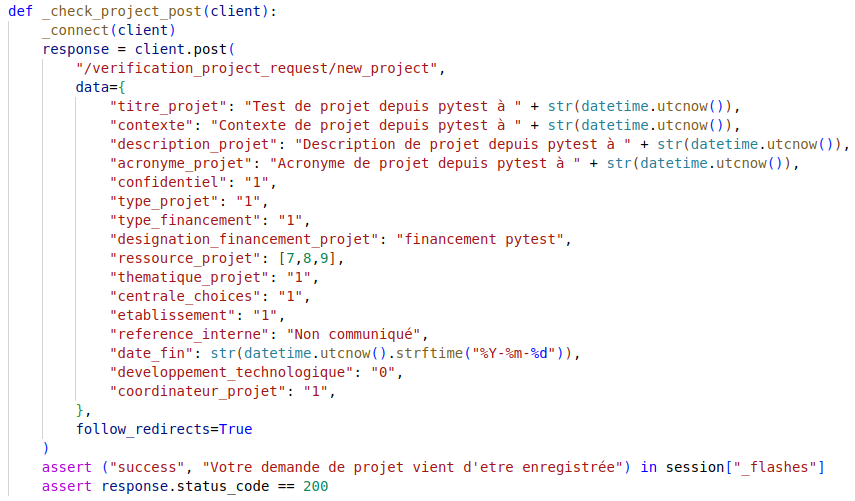 def _check_project_post(client):
    _connect(client)
    response = client.post(
        "/verification_project_request/new_project",
        data={
            "titre_projet": "Test de projet depuis pytest à " + str(datetime.utcnow()),
            "contexte": "Contexte de projet depuis pytest à " + str(datetime.utcnow()),
            "description_projet": "Description de projet depuis pytest à " + str(datetime.utcnow()),
            "acronyme_projet": "Acronyme de projet depuis pytest à " + str(datetime.utcnow()),
            "confidentiel": "1",
            "type_projet": "1",
            "type_financement": "1",
            "designation_financement_projet": "financement pytest",
            "ressource_projet": [7,8,9],
            "thematique_projet": "1",
            "centrale_choices": "1",
            "etablissement": "1",
            "reference_interne": "Non communiqué",
            "date_fin": str(datetime.utcnow().strftime("%Y-%m-%d")),
            "developpement_technologique": "0",
            "coordinateur_projet": "1",
        },
        follow_redirects=True
    )
    assert ("success", "Votre demande de projet vient d'etre enregistrée") in session["_flashes"]
    assert response.status_code == 200